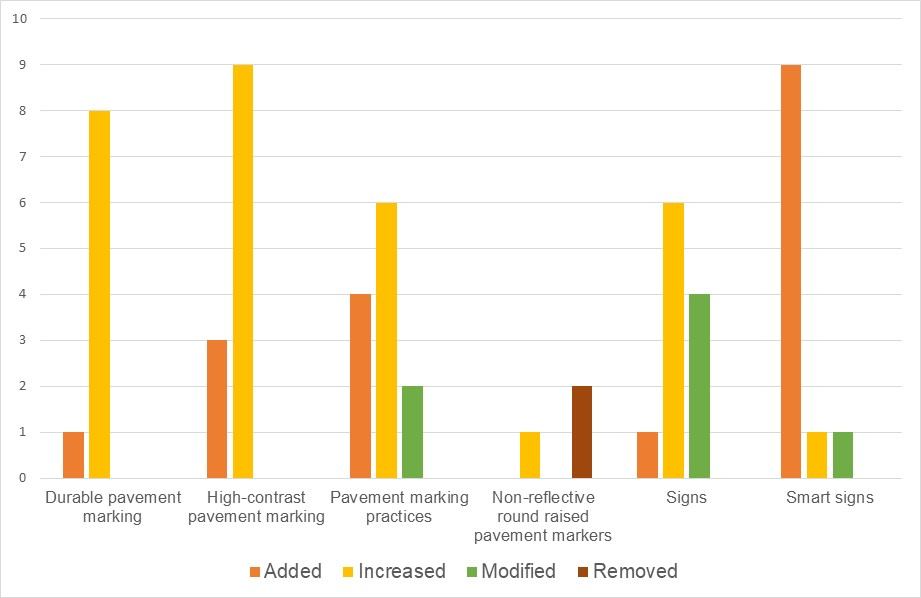 10
9
8
7
6
5
4
3
2
1
0
Durable pavement
marking
High-contrast
pavement marking
Pavement marking
practices
Non-reflective
round raised
pavement markers
Signs
Smart signs
Added Increased Modified Removed